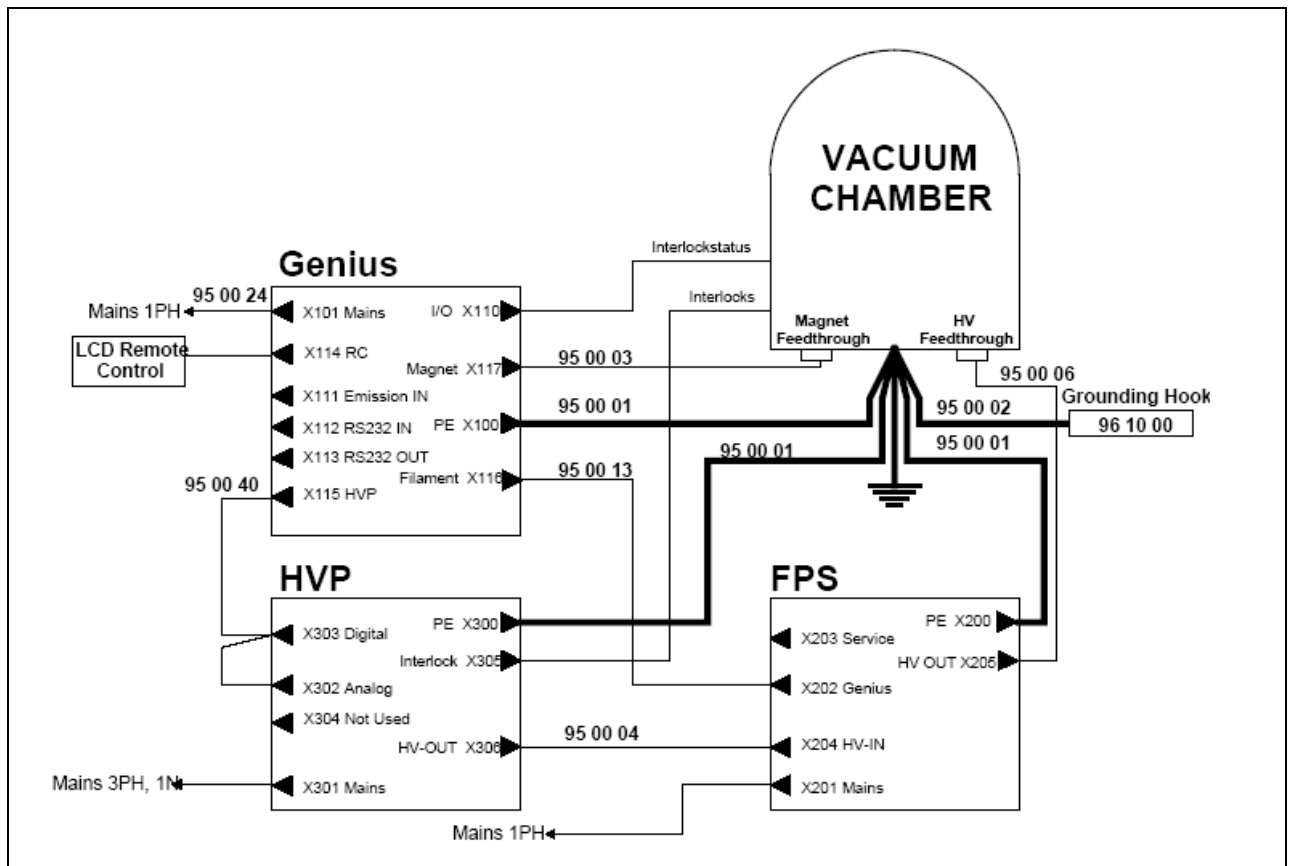 VACUUM
CHAMBER
Interlockstatus
Interlocks
Magnet
Feedthrough
HV
Feedthrough
Genius
95 00 24
Mains 1PH
X101 Mains
I/O X110
LCD Remote
Control
X114 RC
Magnet X117
95 00 03
95 00 06
X111 Emission IN
95 00 01
95 00 02
Grounding Hook
96 10 00
X112 RS232 IN
PE X100
95 00 01
95 00 01
X113 RS232 OUT
Filament X116
95 00 13
95 00 40
X115 HVP
HVP
FPS
X303 Digital
PE X300
X203 Service
PE X200
Interlock X305
HV OUT X205
X302 Analog
X202 Genius
X304 Not Used
HV-OUT X306
95 00 04
X204 HV-IN
Mains 3PH, 1N
X301 Mains
X201 Mains
Mains 1PH